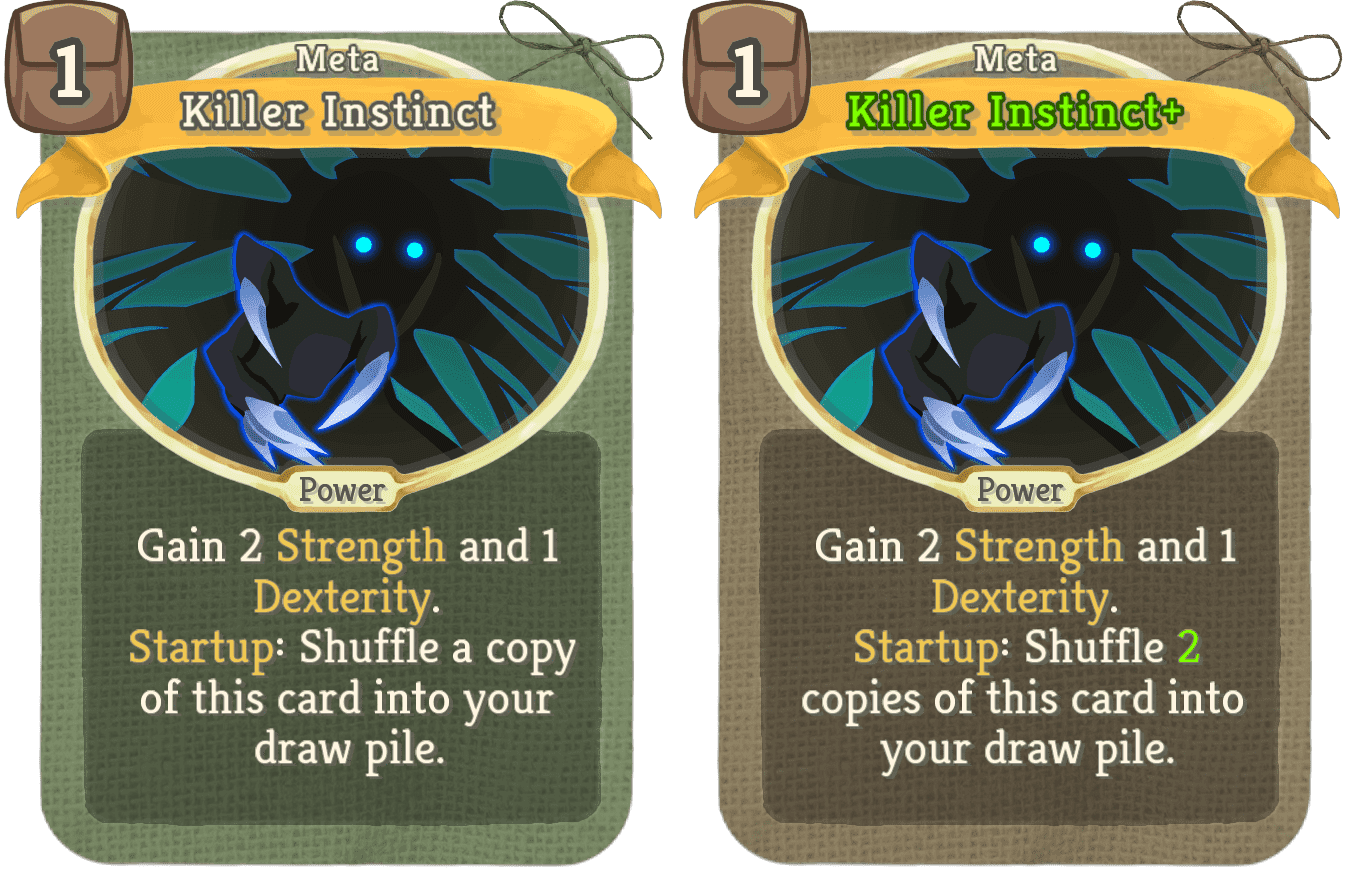 1
Meta
Killer Instinct
Power
Gain 2 Strength and 1
Dexterity.
Startup: Shuffle a copy
of this card into your
draw pile.
1
Meta
Killer Instinct+
Power
Gain 2 Strength and 1
Dexterity.
Startup: Shuffle 2
copies of this card into
your draw pile.